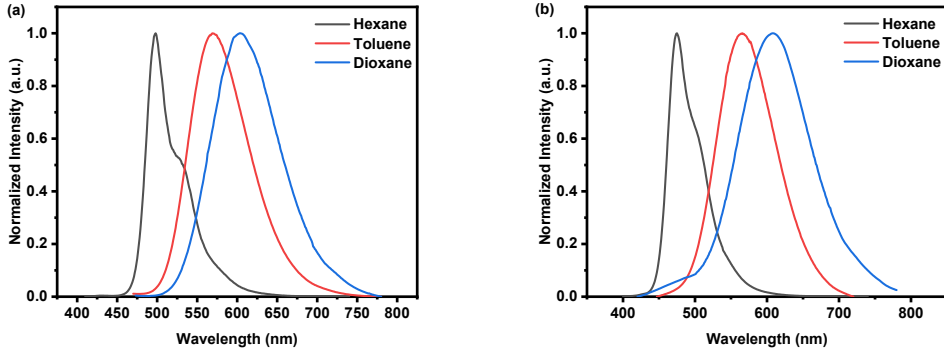 (a)
Hexane
Toluene
Dioxane
Normalized Intensity (a.u.)
1.0
0.8
0.6
0.4
0.2
0.0
400 450 500 550 600 650 700 750 800
Wavelength (nm)
(b)
Hexane
Toluene
Dioxane
Normalized Intensity (a.u.)
1.0
0.8
0.6
0.4
0.2
0.0
400 500 600 700 800
Wavelength (nm)